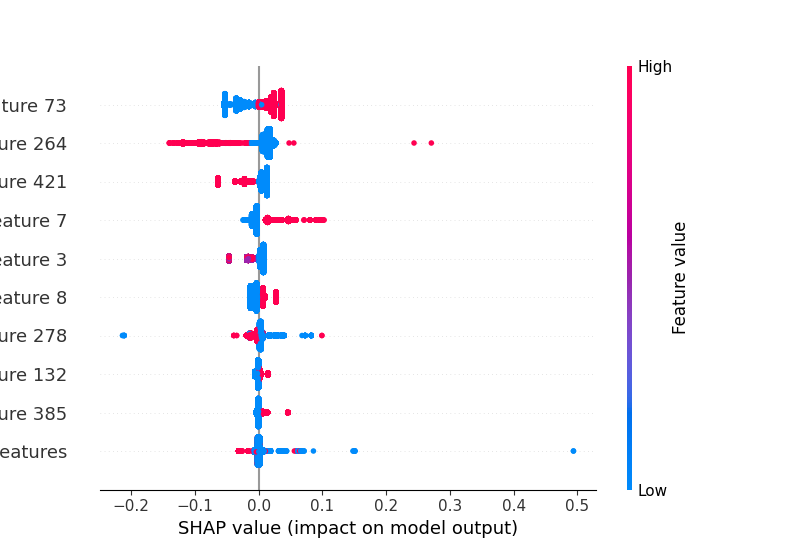 High
ture 73
ure 264
ure 421
eature 7
eature 3
eature 8
ure 278
ure 132
ure 385
eatures
Feature value
Low
−0.2 −0.1 0.0 0.1 0.2 0.3 0.4 0.5
SHAP value (impact on model output)